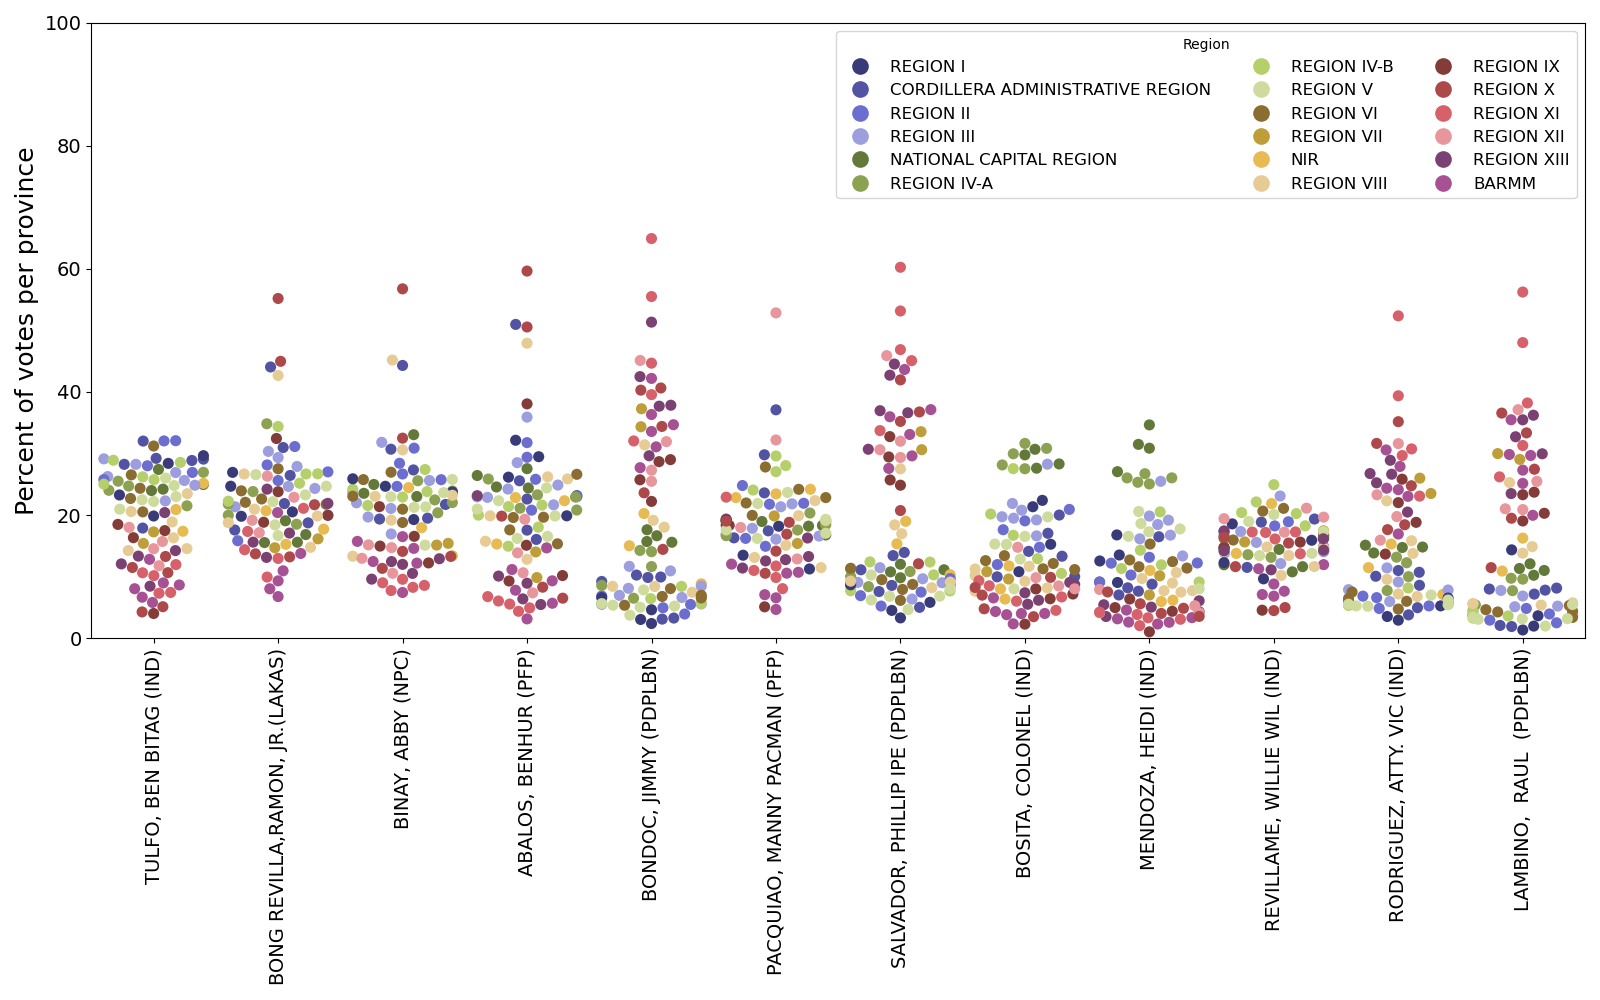 Percent of votes per province
100
80
60
40
20
0
Region
REGION I
CORDILLERA ADMINISTRATIVE REGION
REGION II
REGION III
NATIONAL CAPITAL REGION
REGION IV-A
REGION IV-B
REGION V
REGION VI
REGION VII
NIR
REGION VIII
REGION IX
REGION X
REGION XI
REGION XII
REGION XIII
BARMM
TULFO, BEN BITAG (IND)
BONG REVILLA,RAMON, JR.(LAKAS)
BINAY, ABBY (NPC)
ABALOS, BENHUR (PFP)
BONDOC, JIMMY (PDPLBN)
PACQUIAO, MANNY PACMAN (PFP)
SALVADOR, PHILLIP IPE (PDPLBN)
BOSITA, COLONEL (IND)
MENDOZA, HEIDI (IND)
REVILLAME, WILLIE WIL (IND)
RODRIGUEZ, ATTY. VIC (IND)
LAMBINO,  RAUL  (PDPLBN)